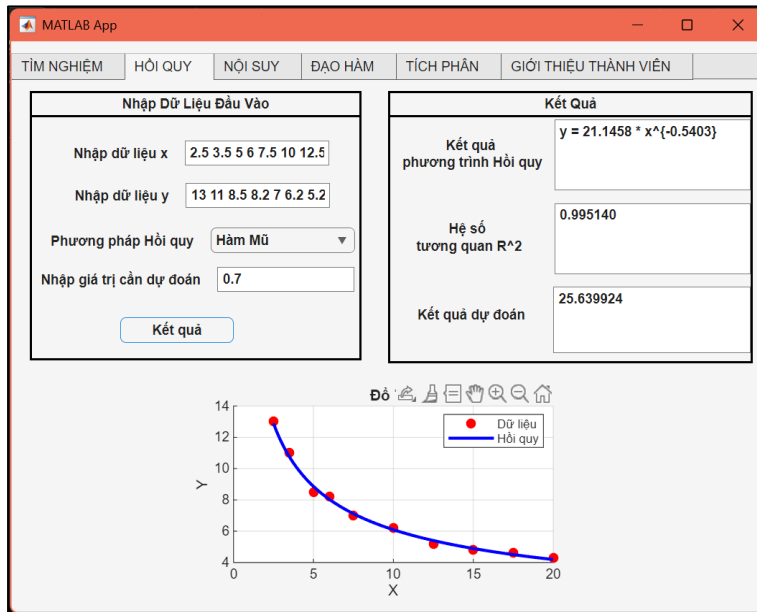 MATLAB App
TÌM NGHIỆM HỒI QUY NỘI SUY ĐẠO HÀM TÍCH PHÂN GIỚI THIỆU THÀNH VIÊN
Nhập Dữ Liệu Đầu Vào
Nhập dữ liệu x 2.5 3.5 5 6 7.5 10 12.5
Nhập dữ liệu y 13 11 8.5 8.2 7 6.2 5.2
Phương pháp Hồi quy Hàm Mũ
Nhập giá trị cần dự đoán 0.7
Kết quả
Kết Quả
Kết quả
phương trình Hồi quy
y = 21.1458 * x^{-0.5403}
Hệ số
tương quan R^2
0.995140
Kết quả dự đoán 25.639924
Đồ
Dữ liệu
Hồi quy
14
12
10
8
6
4
Y
0 5 10 15 20
X